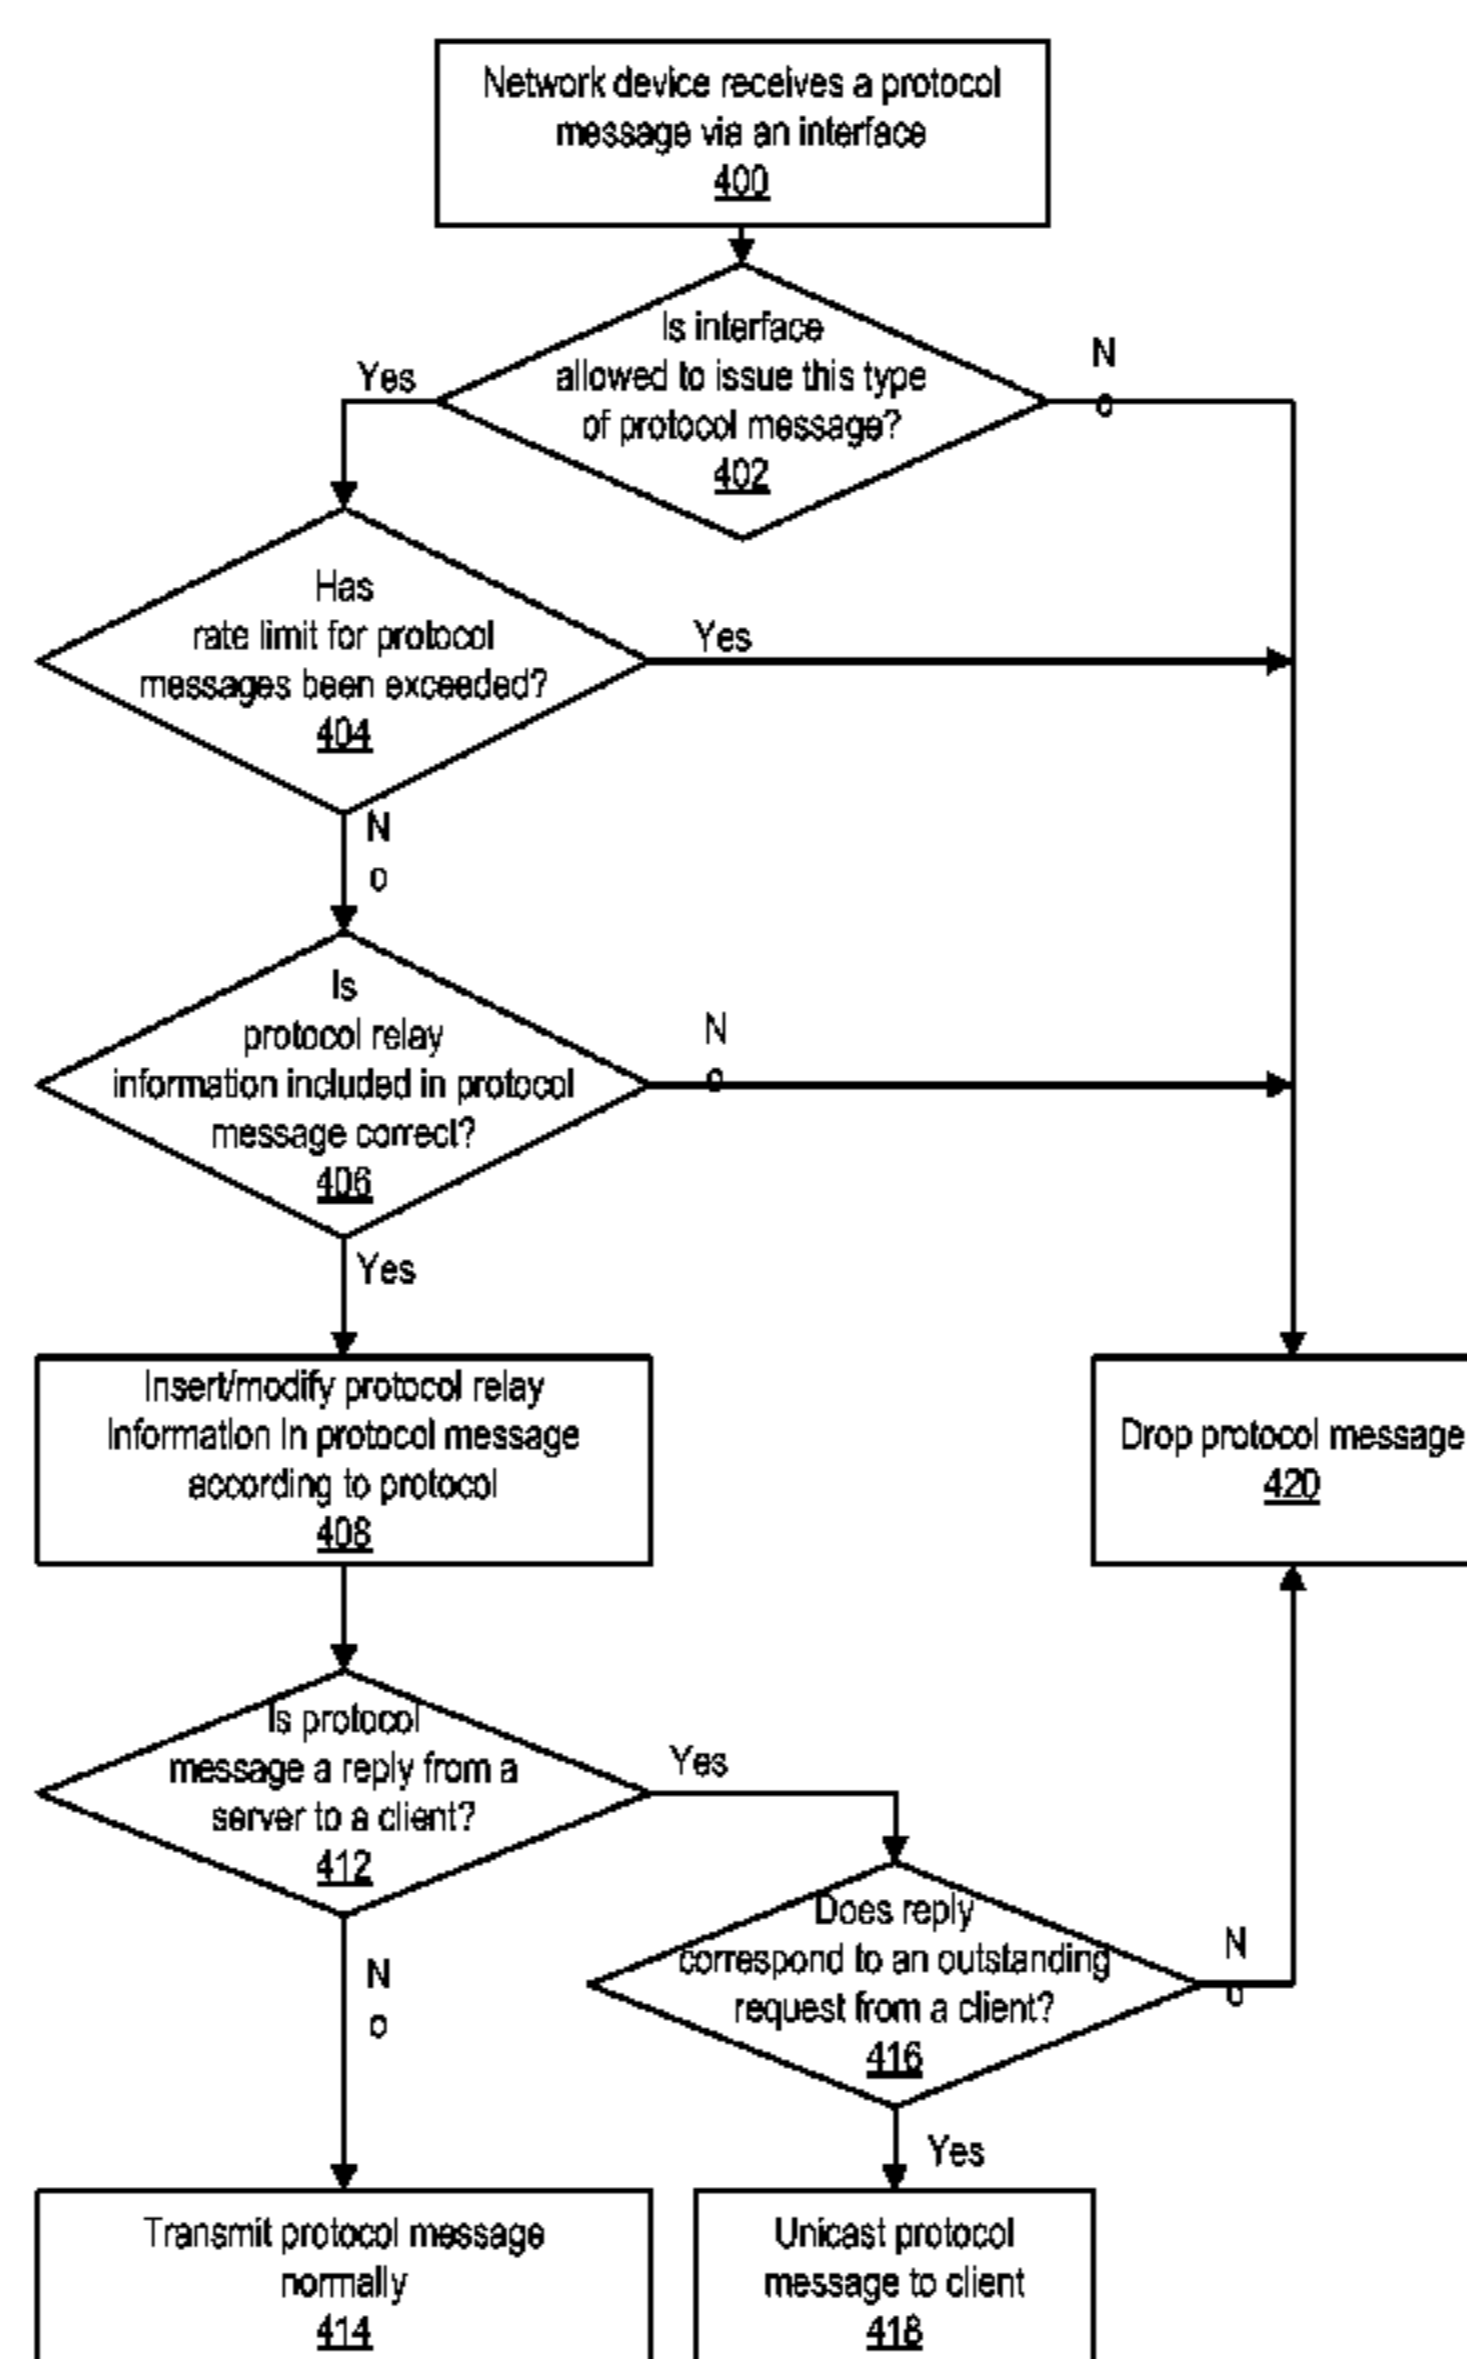 Network device receives a protocol
message via an interface
400
Is interface
allowed to issue this type
of protocol message?
402
Yes
N
o
Has
rate limit for protocol
messages been exceeded?
404
Yes
N
o
Is
protocol relay
information included in protocol
message correct?
406
N
o
Yes
Insert/modify protocol relay
Information In protocol message
according to protocol
408
Drop protocol message
420
Is protocol
message a reply from a
server to a client?
412
Yes
N
o
Does reply
correspond to an outstanding
request from a client?
416
N
o
Yes
Transmit protocol message
normally
414
Unicast protocol
message to client
418